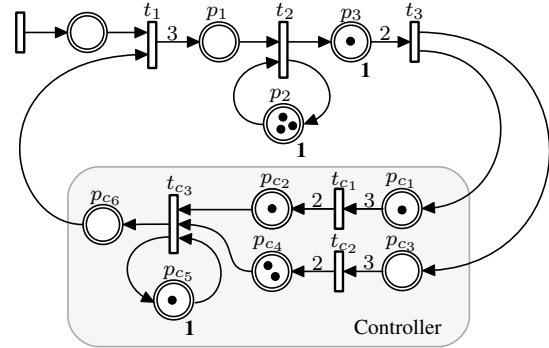 t1 t2 p3 t3
3 p1 2
1
p2
1
pc6 tc3 pc2 tc1 pc1
2 3
pc4 tc2 pc3
2 3
pc5
1
Controller